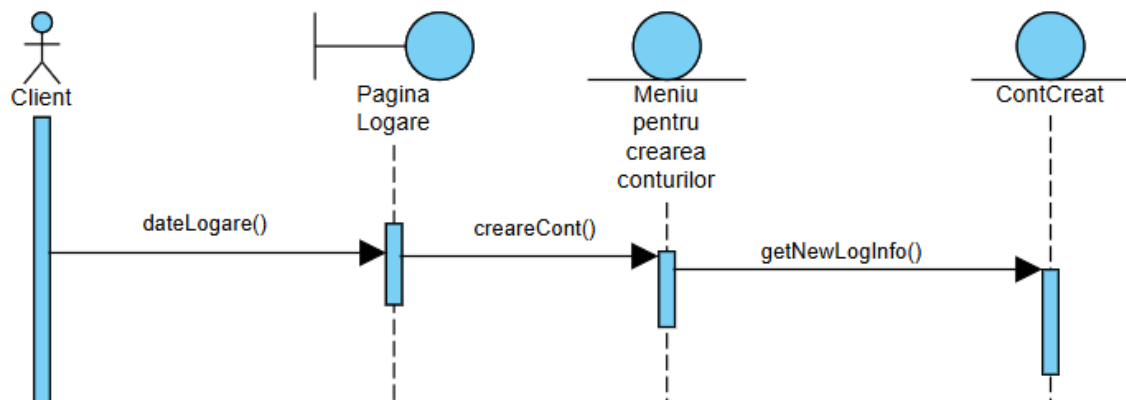 Client
Pagina
Logare
Meniu
pentru
crearea
conturilor
ContCreat
dateLogare()
creareCont()
getNewLogInfo()